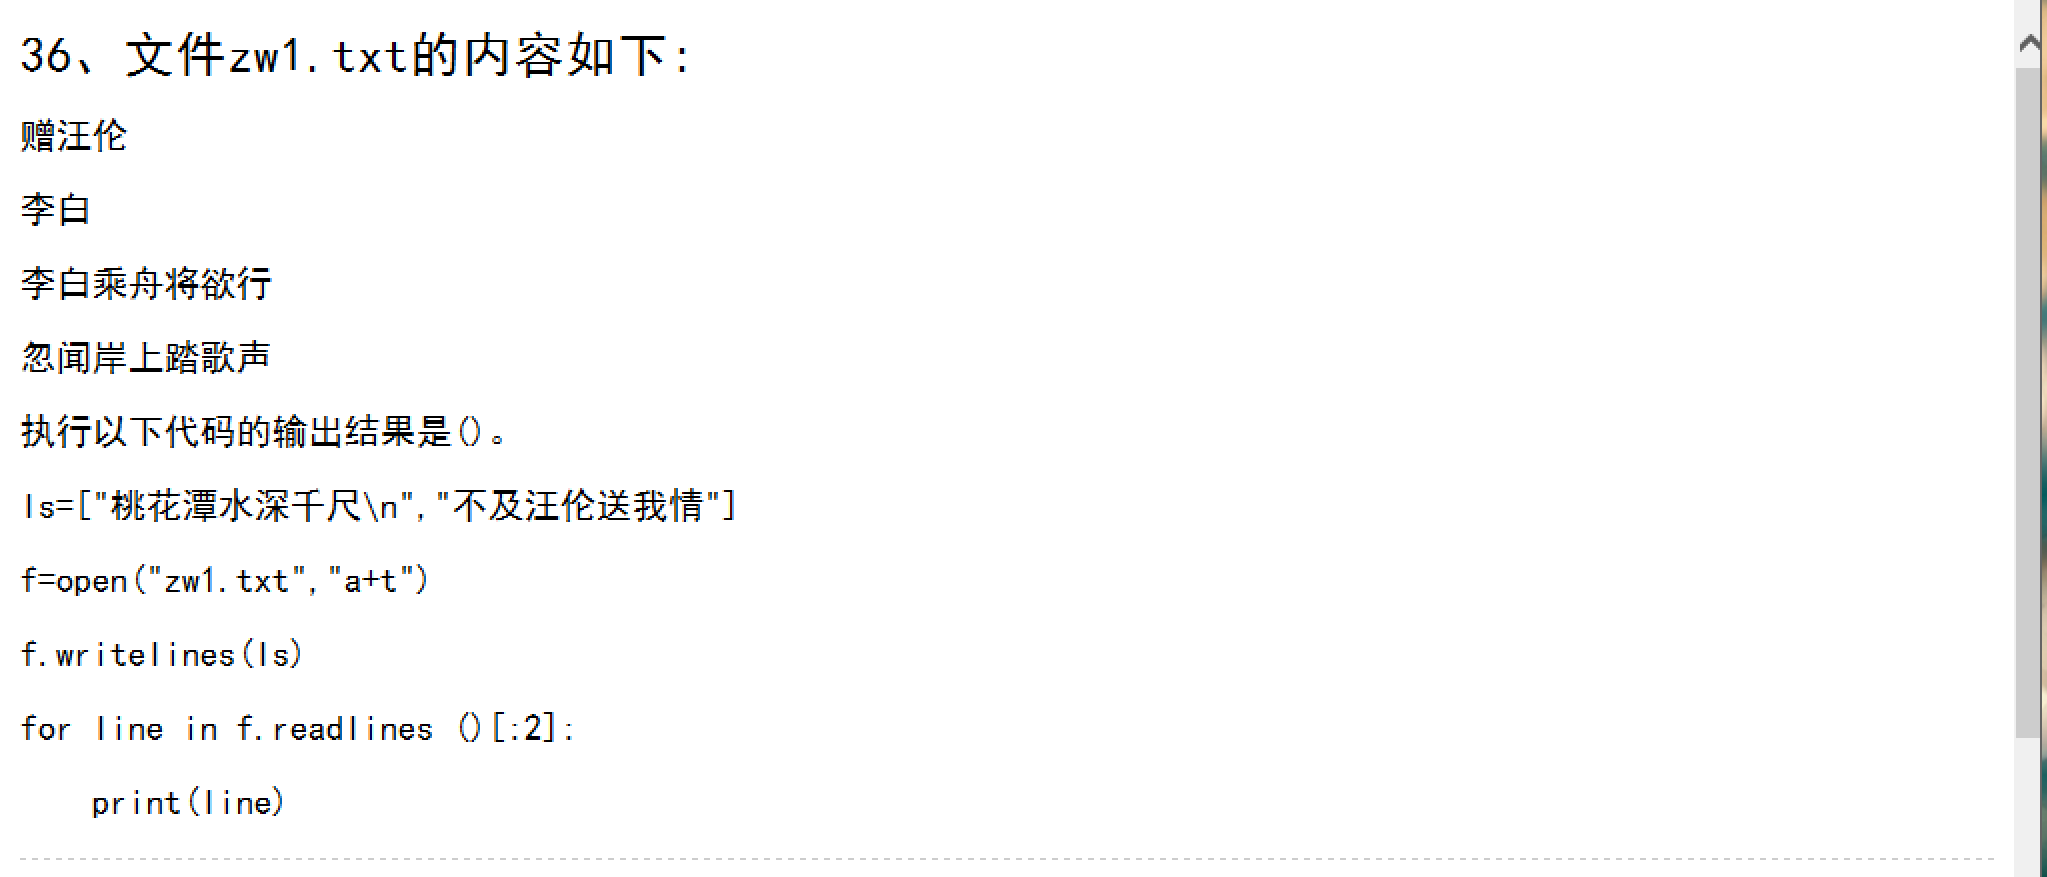 36、文件zw1.txt的内容如下:
赠汪伦
李白
李白乘舟将欲行
忽闻岸上踏歌声
执行以下代码的输出结果是()。
ls=["桃花潭水深千尺\n","不及汪伦送我情"]
f=open("zw1.txt","a+t")
f.writelines(ls)
for line in f.readlines ()[:2]:
    print(line)